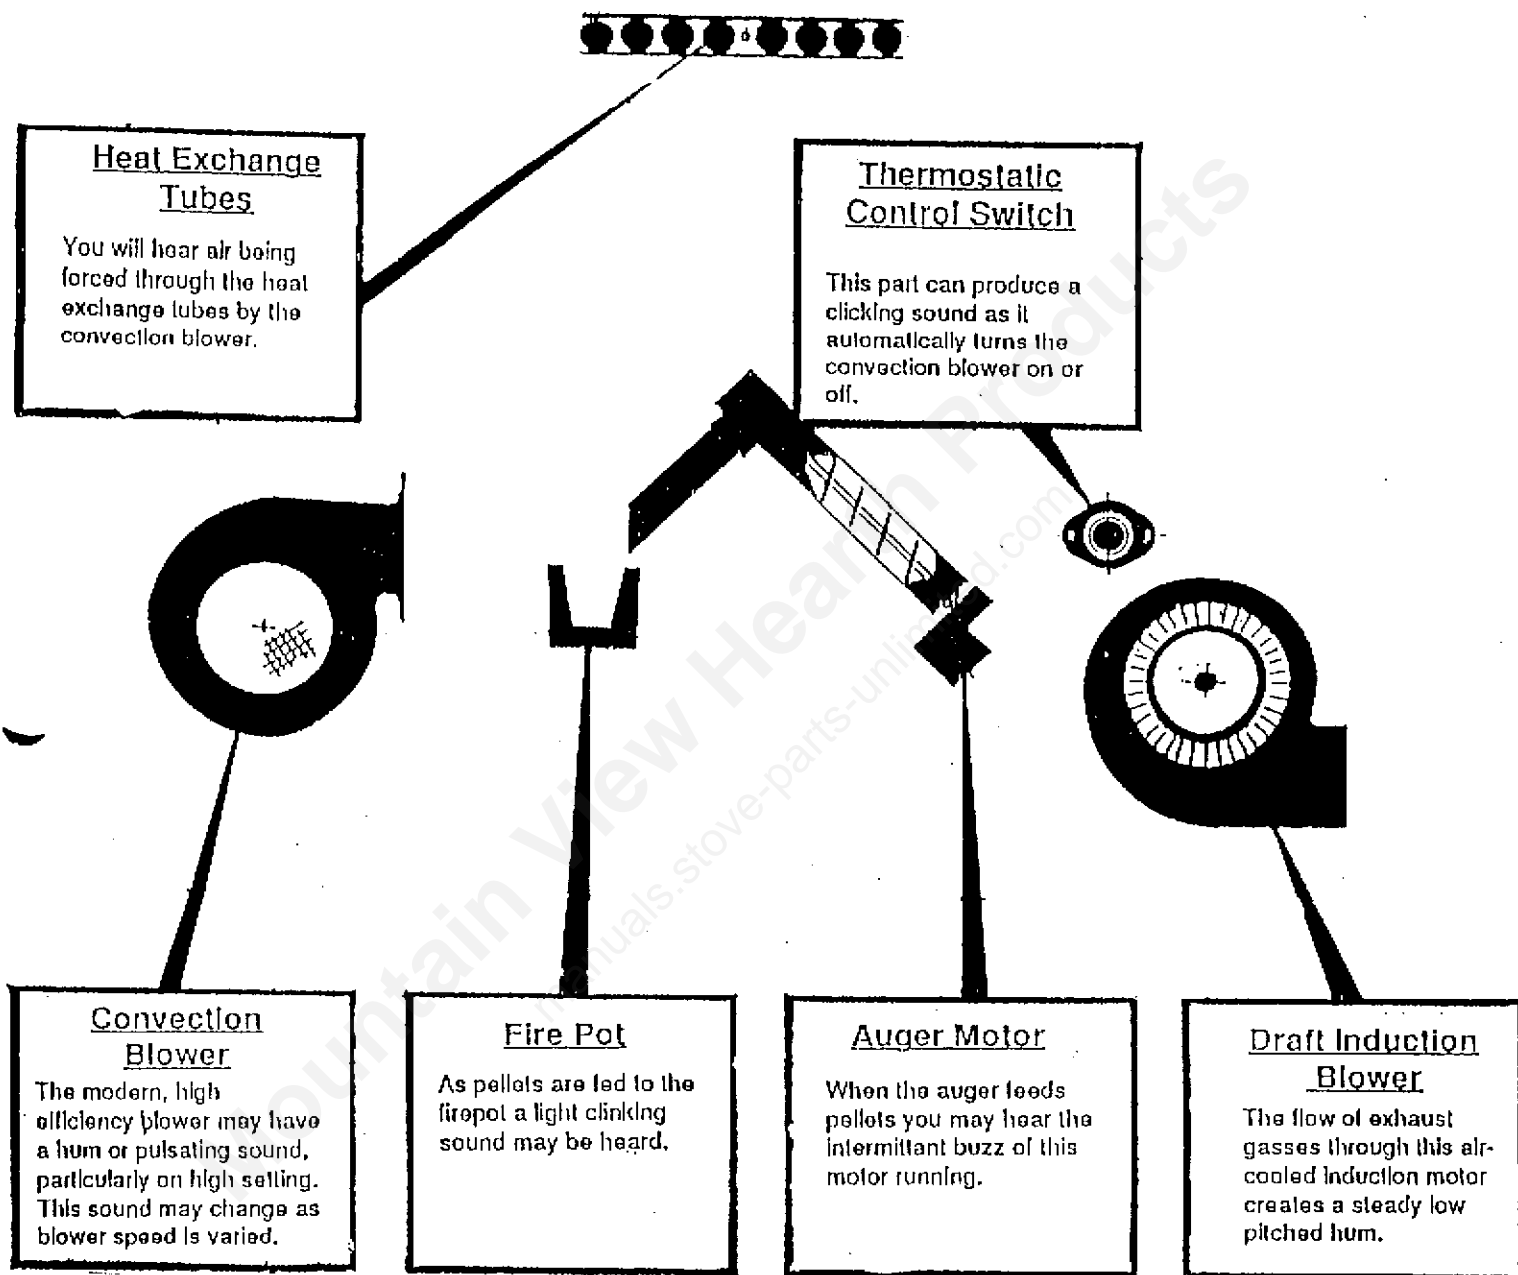 Heat Exchange
Tubes
You will hear air being
forced through the heat
exchange tubes by the
convection blower.
Thermostatic
Control Switch
This part can produce a
clicking sound as it
automatically turns the
convection blower on or
off.
Convection
Blower
The modern, high
efficiency blower may have
a hum or pulsating sound,
particularly on high setting.
This sound may change as
blower speed is varied.
Fire Pot
As pellets are fed to the
firepot a light clinking
sound may be heard.
Auger Motor
When the auger feeds
pellets you may hear the
intermittant buzz of this
motor running.
Draft Induction
Blower
The flow of exhaust
gasses through this air-
cooled induction motor
creates a steady low
pitched hum.
Mountain View Hearth Products
manuals.stove-parts-unlimited.com